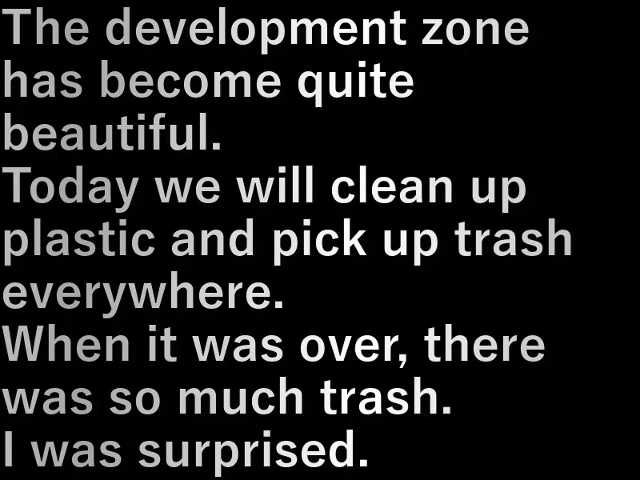 The development zone
has become quite
beautiful.
Today we will clean up
plastic and pick up trash
everywhere.
When it was over, there
was so much trash.
I was surprised.